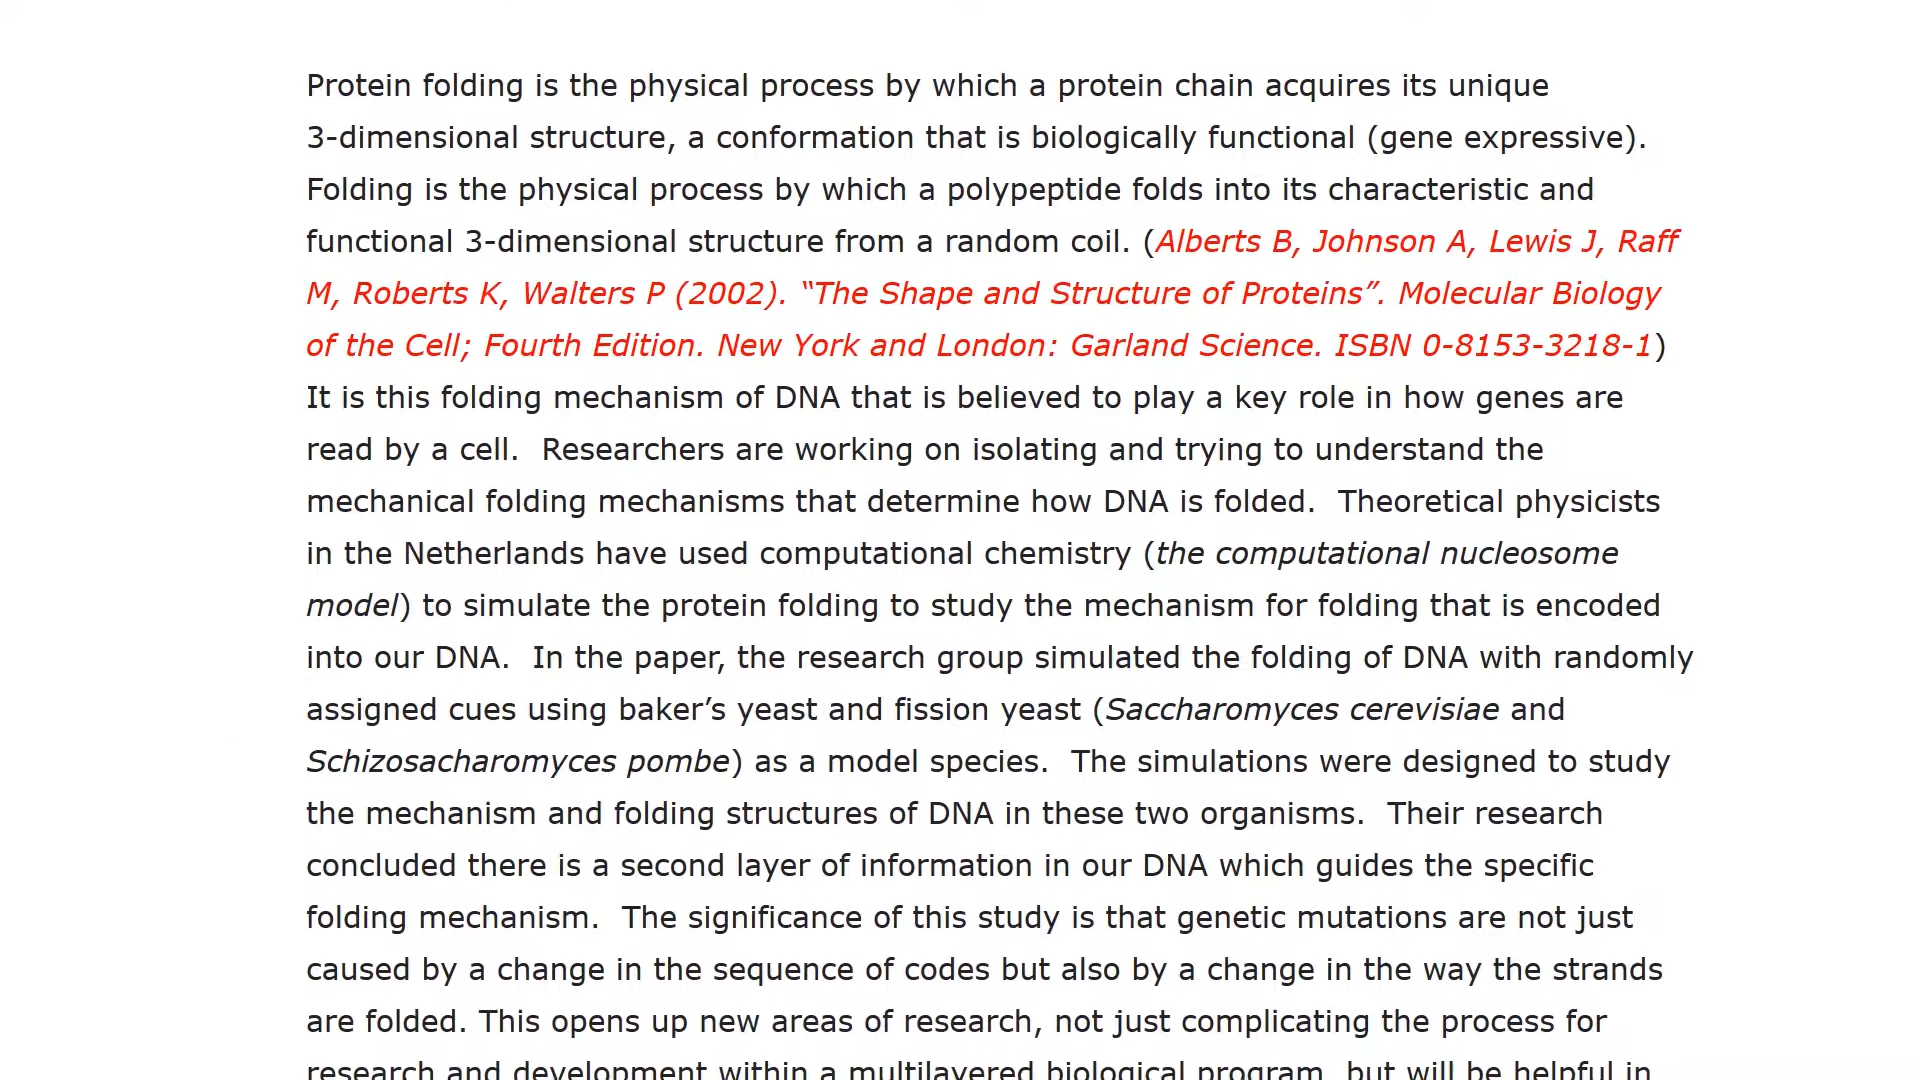 Protein folding is the physical process by which a protein chain acquires its unique
3-dimensional structure, a conformation that is biologically functional (gene expressive).
Folding is the physical process by which a polypeptide folds into its characteristic and
functional 3-dimensional structure from a random coil. (Alberts B, Johnson A, Lewis J, Raff
M, Roberts K, Walters P (2002). “The Shape and Structure of Proteins”. Molecular Biology
of the Cell; Fourth Edition. New York and London: Garland Science. ISBN 0-8153-3218-1)
It is this folding mechanism of DNA that is believed to play a key role in how genes are
read by a cell.  Researchers are working on isolating and trying to understand the
mechanical folding mechanisms that determine how DNA is folded.  Theoretical physicists
in the Netherlands have used computational chemistry (the computational nucleosome
model) to simulate the protein folding to study the mechanism for folding that is encoded
into our DNA.  In the paper, the research group simulated the folding of DNA with randomly
assigned cues using baker’s yeast and fission yeast (Saccharomyces cerevisiae and
Schizosacharomyces pombe) as a model species.  The simulations were designed to study
the mechanism and folding structures of DNA in these two organisms.  Their research
concluded there is a second layer of information in our DNA which guides the specific
folding mechanism.  The significance of this study is that genetic mutations are not just
caused by a change in the sequence of codes but also by a change in the way the strands
are folded. This opens up new areas of research, not just complicating the process for
research and development within a multilayered biological program, but will be helpful in